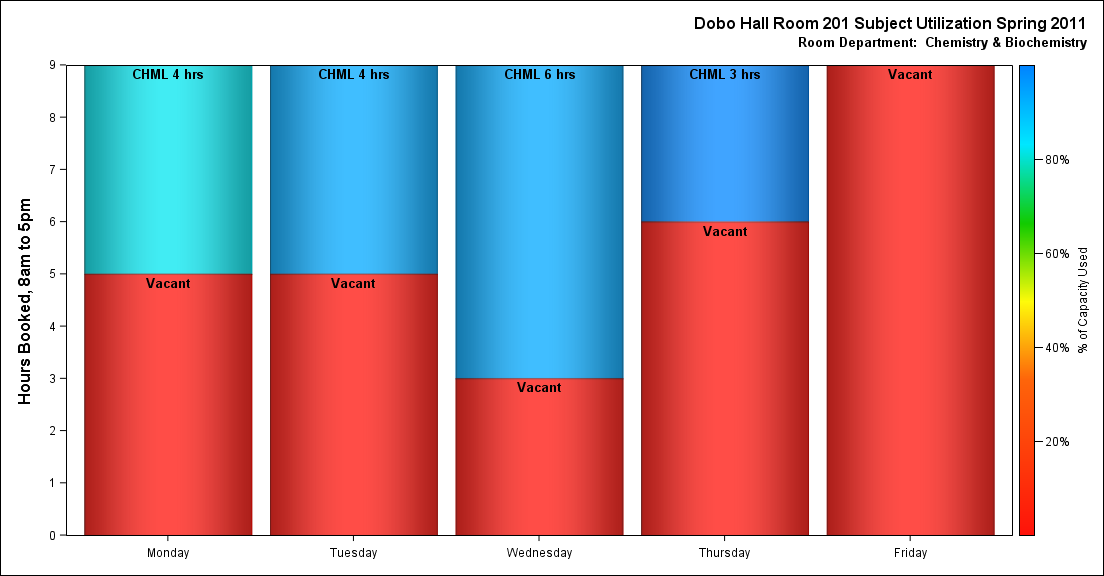 Dobo Hall Room 201 Subject Utilization Spring 2011
Room Department:  Chemistry & Biochemistry
Hours Booked, 8am to 5pm
9
8
7
6
5
4
3
2
1
0
CHML 4 hrs
Vacant
CHML 4 hrs
Vacant
CHML 6 hrs
Vacant
CHML 3 hrs
Vacant
Vacant
Monday
Tuesday
Wednesday
Thursday
Friday
80%
60%
40%
20%
% of Capacity Used